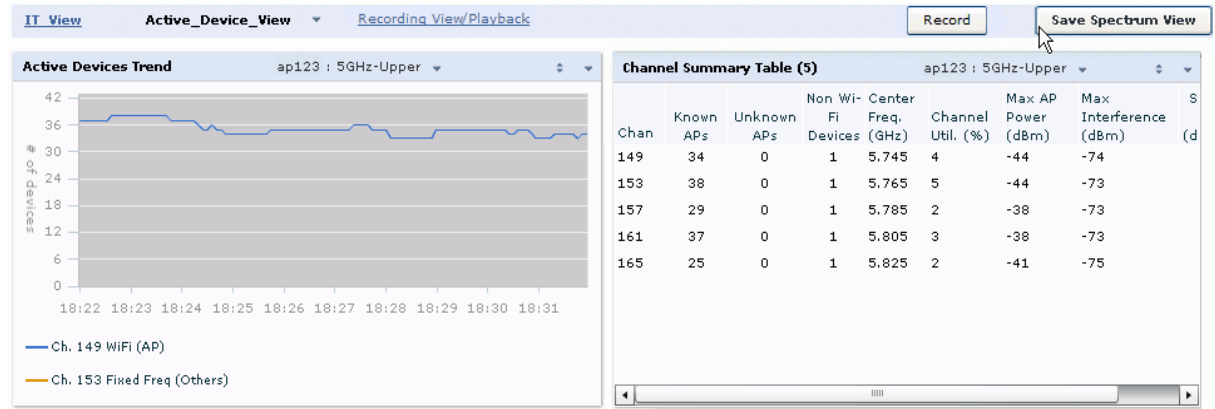 IT View Active_Device_View Recording View/Playback Record Save Spectrum View
Active Devices Trend ap123 : 5GHz-Upper
42
36
30
24
18
12
6
0
# of devices
18:22 18:23 18:24 18:25 18:26 18:27 18:28 18:29 18:30 18:31
Ch. 149 WiFi (AP)
Ch. 153 Fixed Freq (Others)
Channel Summary Table (5) ap123 : 5GHz-Upper
Non Wi- Center Max AP Max S
Known Unknown Fi Freq. Channel Power Interference
Chan APs APs Devices (GHz) Util. (%) (dBm) (dBm) (d
149 34 0 1 5.745 4 -44 -74
153 38 0 1 5.765 5 -44 -73
157 29 0 1 5.785 2 -38 -73
161 37 0 1 5.805 3 -38 -73
165 25 0 1 5.825 2 -41 -75